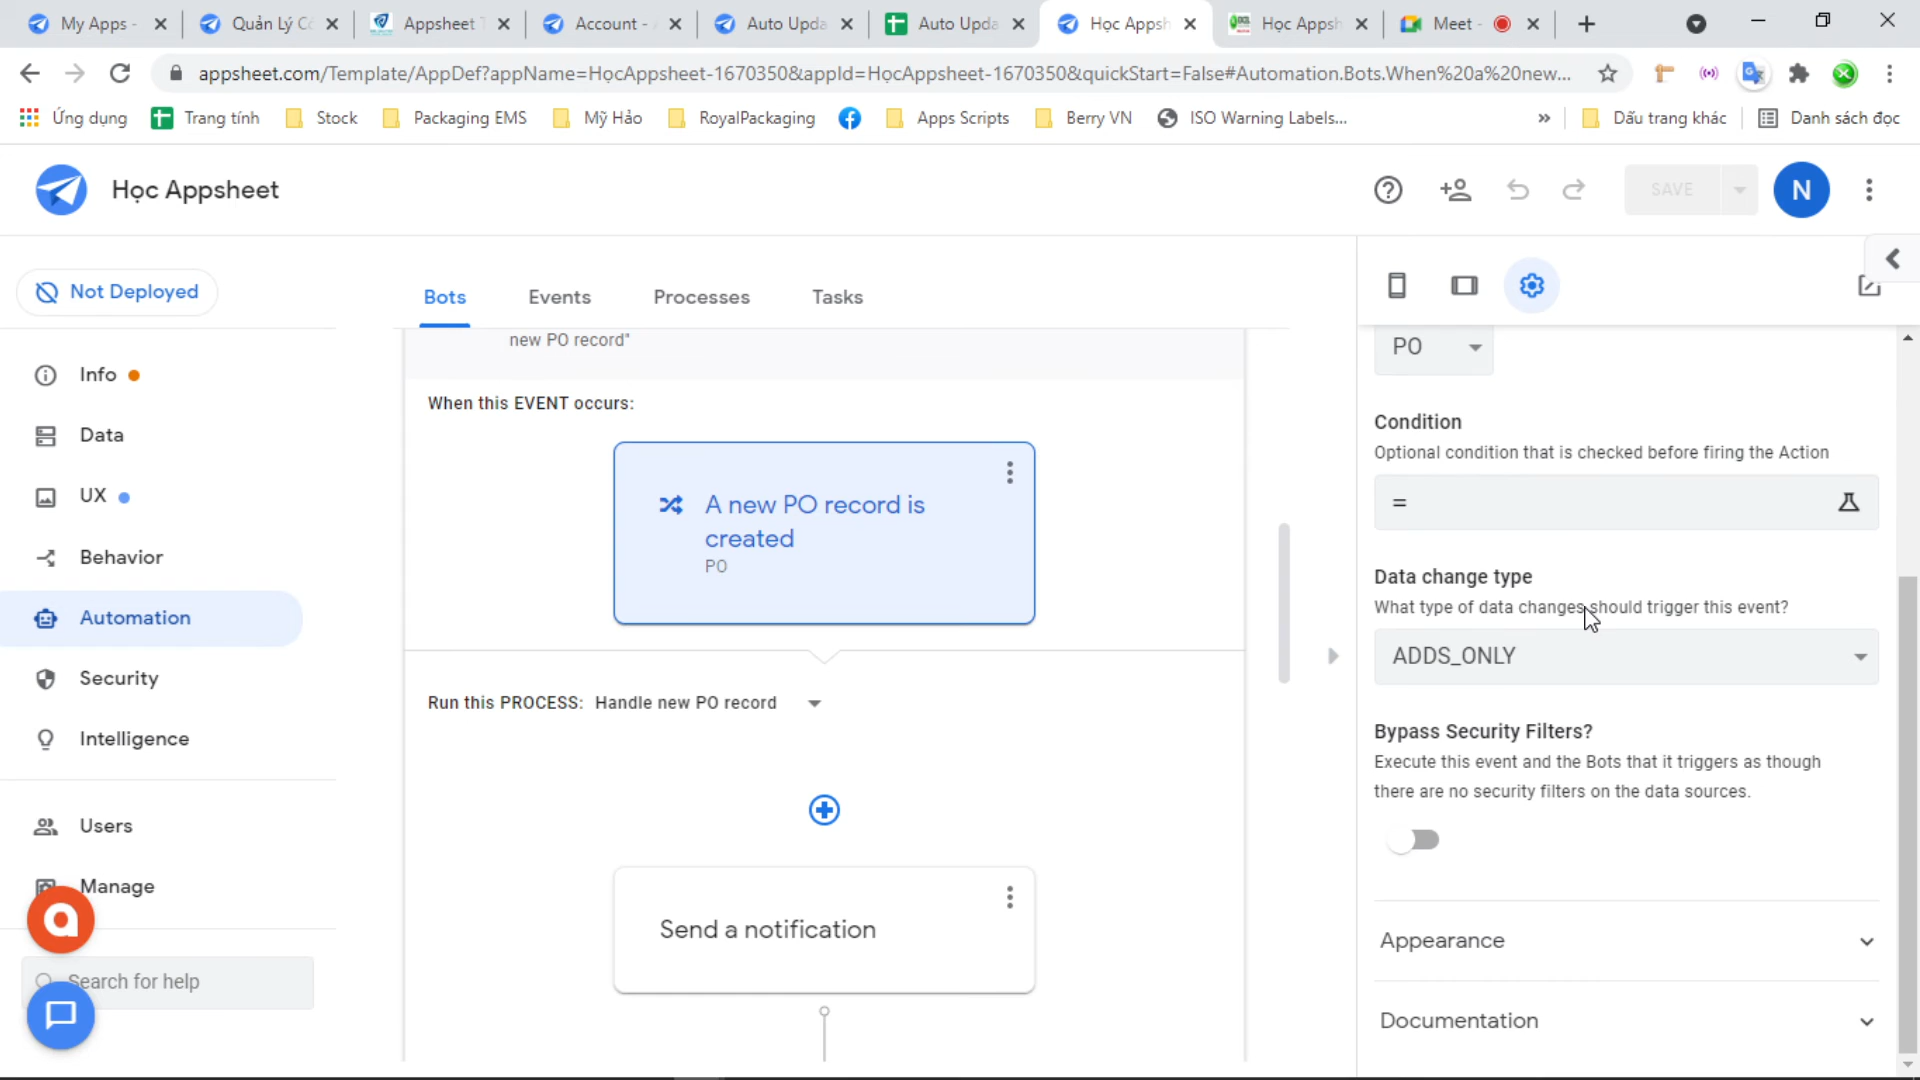 My Apps -
Quản Lý Cô
Appsheet T
Account - A
Auto Upda
Auto Upda
Học Appsh
Học Appsh
Meet -
appsheet.com/Template/AppDef?appName=HọcAppsheet-1670350&appId=HọcAppsheet-1670350&quickStart=False#Automation.Bots.When%20a%20new...
Ứng dụng
Trang tính
Stock
Packaging EMS
Mỹ Hảo
RoyalPackaging
Apps Scripts
Berry VN
ISO Warning Labels...
»
Dấu trang khác
Danh sách đọc
Học Appsheet
SAVE
N
Not Deployed
Info
Data
UX
Behavior
Automation
Security
Intelligence
Users
Manage
Search for help
Bots
Events
Processes
Tasks
new PO record"
When this EVENT occurs:
A new PO record is
created
PO
Run this PROCESS: Handle new PO record
Send a notification
PO
Condition
Optional condition that is checked before firing the Action
=
Data change type
What type of data changes should trigger this event?
ADDS_ONLY
Bypass Security Filters?
Execute this event and the Bots that it triggers as though
there are no security filters on the data sources.
Appearance
Documentation